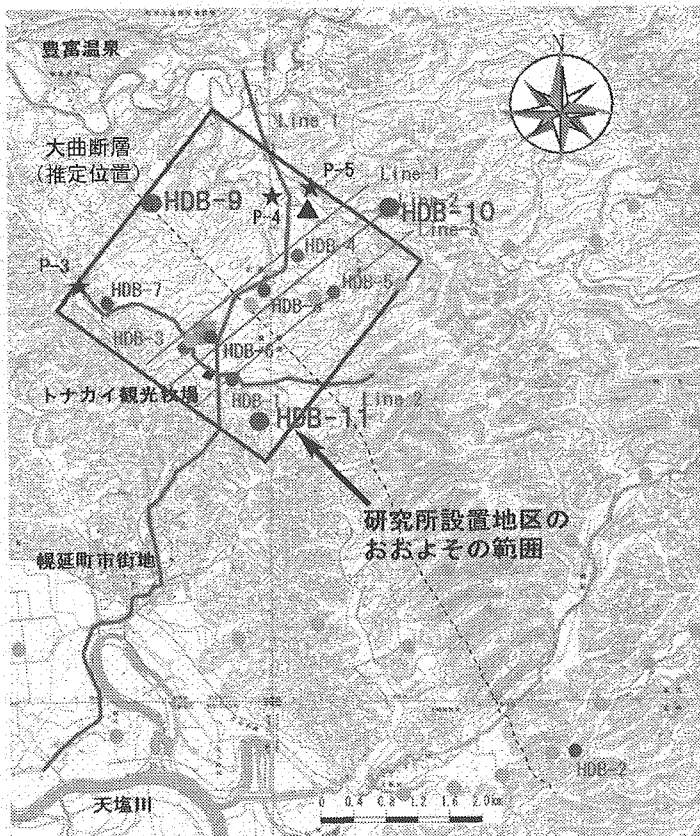 豊富温泉
N
Line 1
大曲断層
(推定位置)
P-5
Line-1
HDB-9
P-4
Line-2
HDB-10
Line-3
HDB-4
P-3
HDB-7
HDB-5
HDB-8
HDB-3
HDB-6
トナカイ観光牧場
HDB-1
Line 2
HDB-11
研究所設置地区の
おおよその範囲
幌延町市街地
HDB-2
天塩川
0 0.4 0.8 1.2 1.6 2.0km